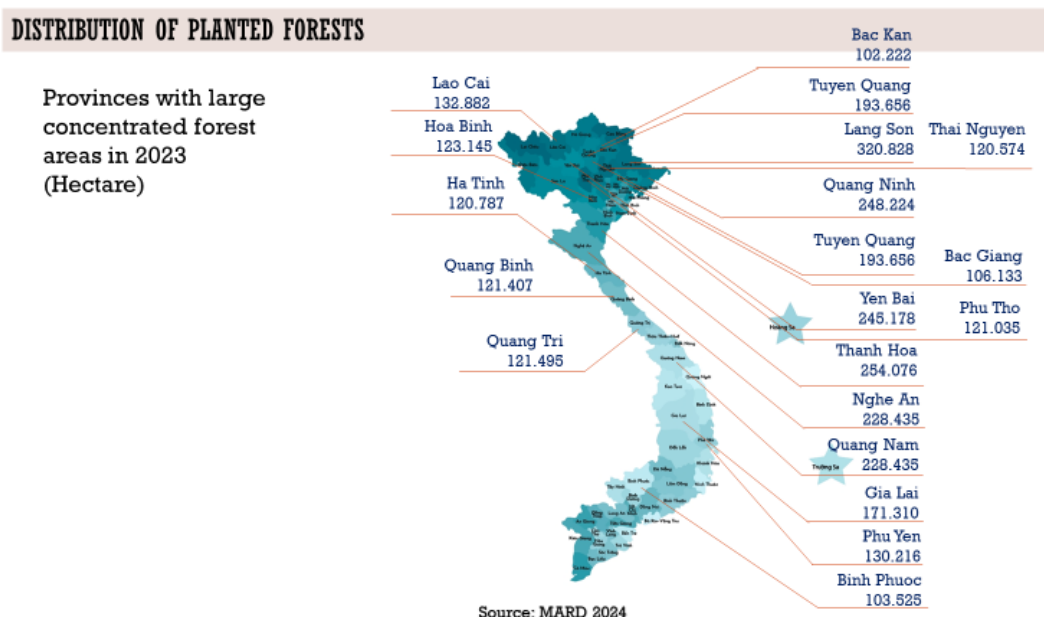 DISTRIBUTION OF PLANTED FORESTS
Provinces with large
concentrated forest
areas in 2023
(Hectare)
Lao Cai
132.882
Hoa Binh
123.145
Ha Tinh
120.787
Quang Binh
121.407
Quang Tri
121.495
Bac Kan
102.222
Tuyen Quang
193.656
Lang Son
320.828
Thai Nguyen
120.574
Quang Ninh
248.224
Tuyen Quang
193.656
Bac Giang
106.133
Yen Bai
245.178
Phu Tho
121.035
Thanh Hoa
254.076
Nghe An
228.435
Quang Nam
228.435
Gia Lai
171.310
Phu Yen
130.216
Binh Phuoc
103.525
Hoàng Sa
Trường Sa
Source: MARD 2024